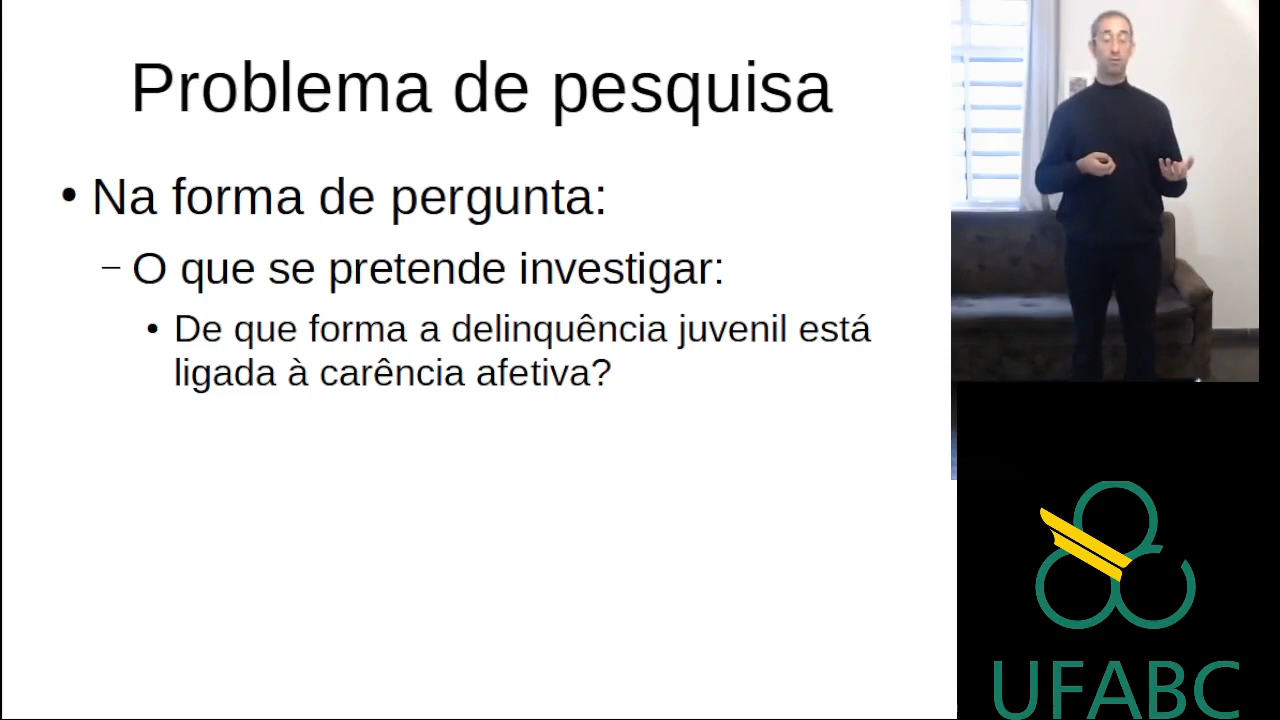 Problema de pesquisa
• Na forma de pergunta:
– O que se pretende investigar:
• De que forma a delinquência juvenil está
ligada à carência afetiva?
UFABC